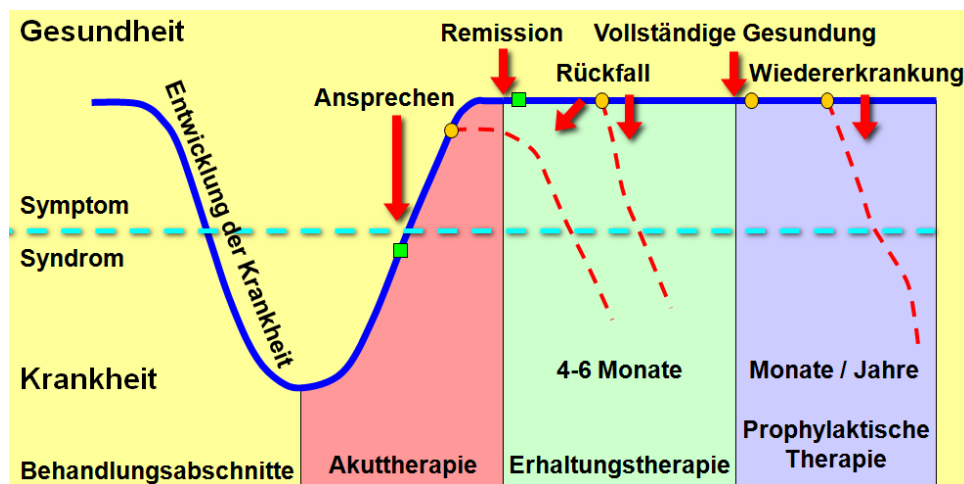 Gesundheit
Remission
Vollständige Gesundung
Ansprechen
Rückfall
Wiedererkrankung
Entwicklung der Krankheit
Symptom
Syndrom
Krankheit
4-6 Monate
Monate / Jahre
Behandlungsabschnitte
Akuttherapie
Erhaltungstherapie
Prophylaktische
Therapie